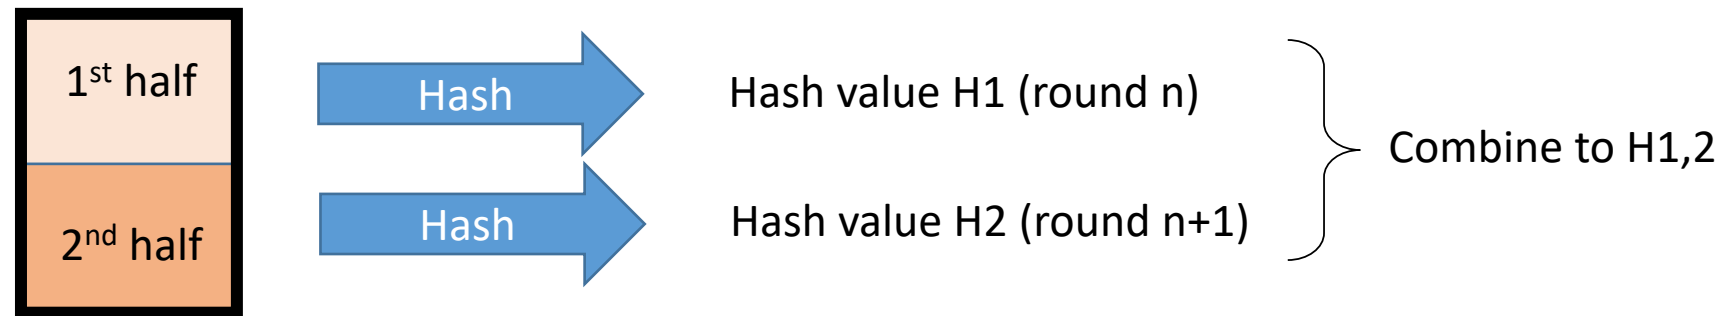 1st half
Hash
Hash value H1 (round n)
Combine to H1,2
2nd half
Hash
Hash value H2 (round n+1)